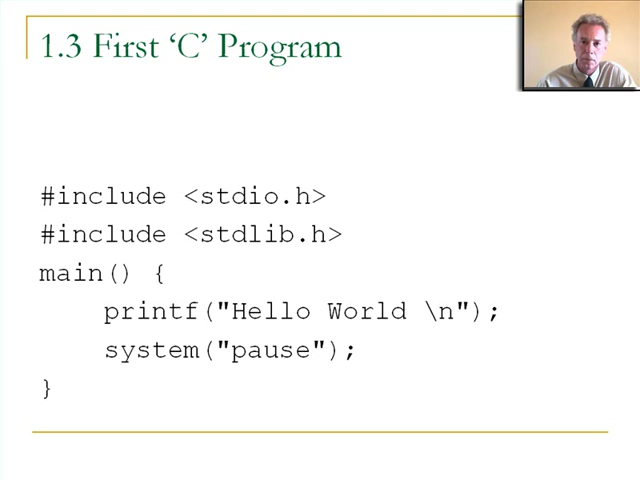 1.3 First ‘C’ Program
#include <stdio.h>
#include <stdlib.h>
main() {
    printf("Hello World \n");
    system("pause");
}